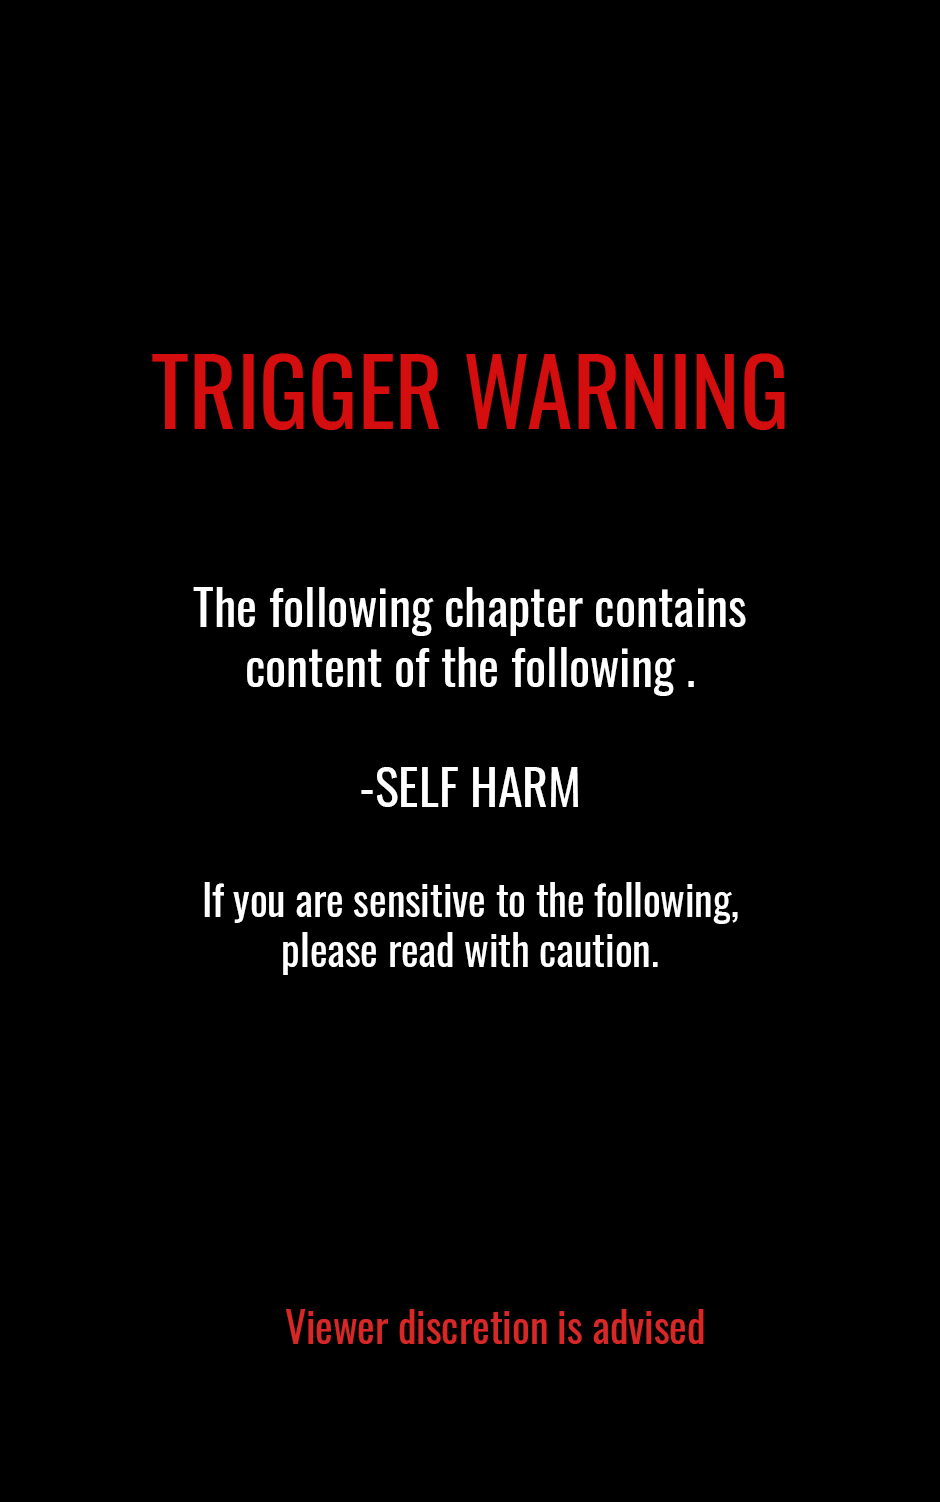 TRIGGER WARNING
The following chapter contains
content of the following .
-SELF HARM
If you are sensitive to the following,
please read with caution.
Viewer discretion is advised